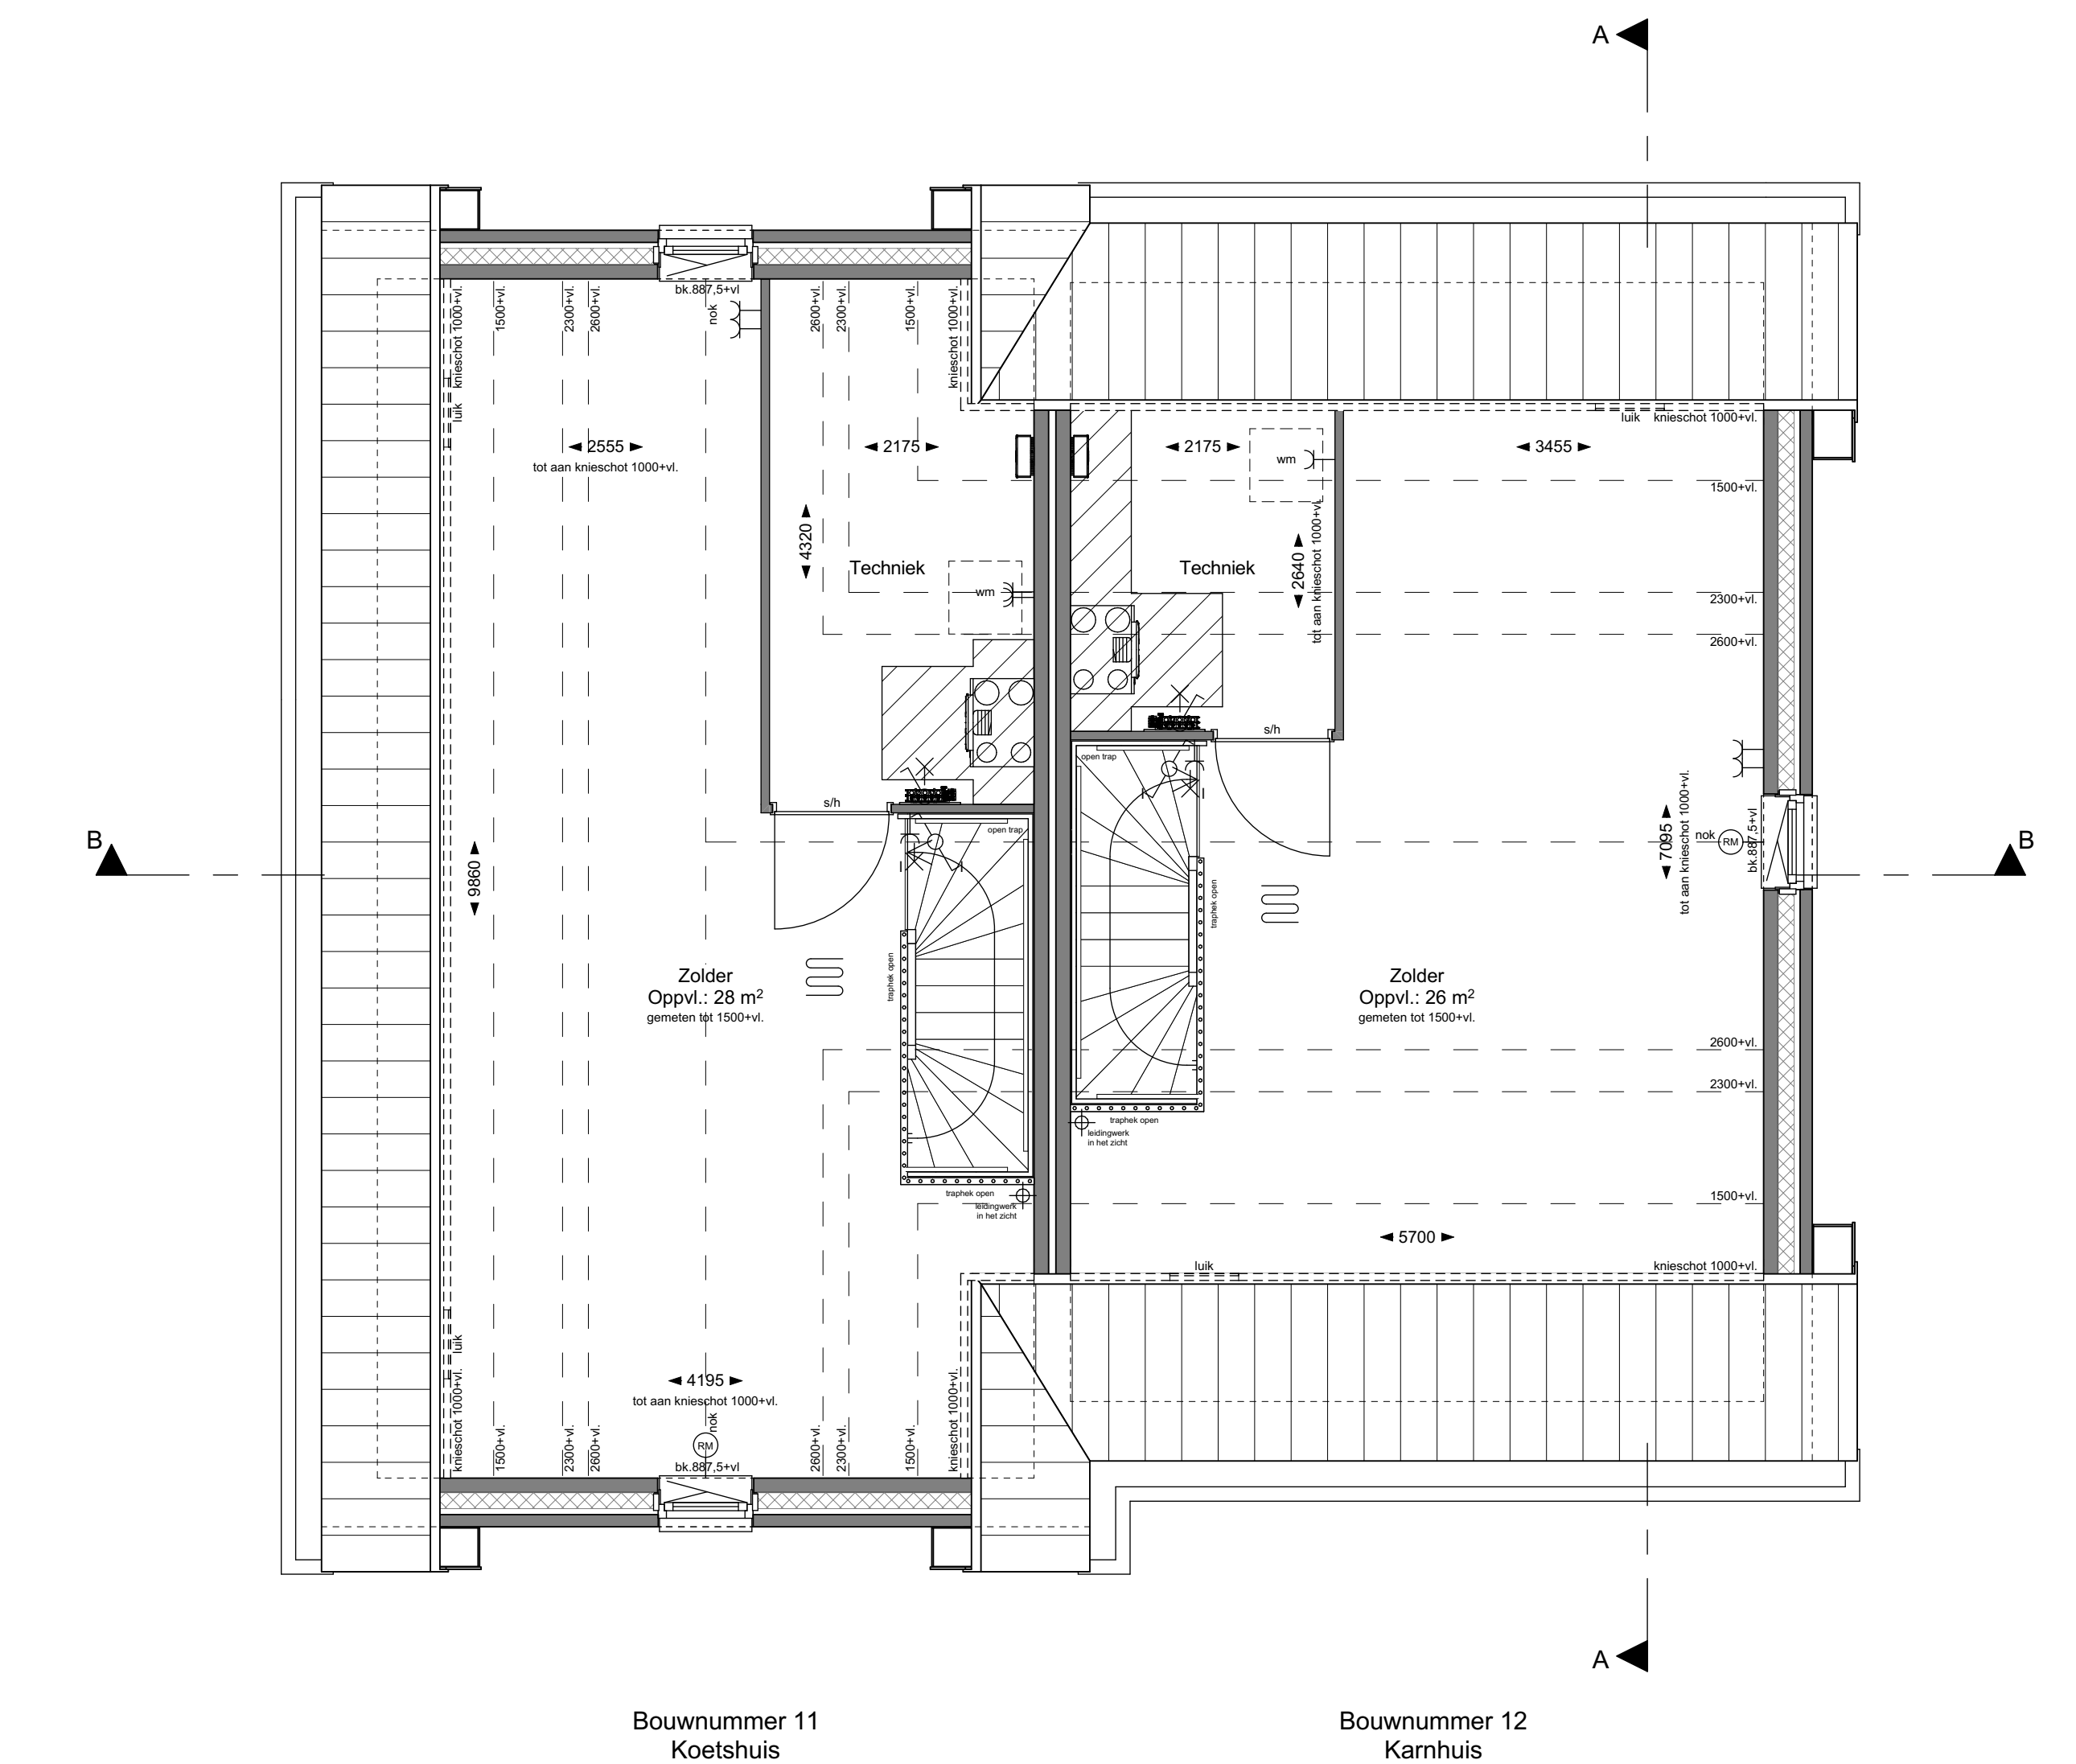 A
bk.887,5+vl
nok
knieschot 1000+vl.
luik
1500+vl.
2300+vl.
2600+vl.
2600+vl.
2300+vl.
1500+vl.
knieschot 1000+vl.
luik knieschot 1000+vl.
2555
tot aan knieschot 1000+vl.
2175
2175
wm
3455
1500+vl.
4320
Techniek
wm
Techniek
2640
tot aan knieschot 1000+vl.
2300+vl.
2600+vl.
s/h
s/h
open trap
open trap
B
9860
7095
tot aan knieschot 1000+vl.
nok
RM
bk.887,5+vl
B
traphek open
traphek open
Zolder
Oppvl.: 28 m²
gemeten tot 1500+vl.
Zolder
Oppvl.: 26 m²
gemeten tot 1500+vl.
2600+vl.
2300+vl.
traphek open
leidingwerk
in het zicht
traphek open
leidingwerk
in het zicht
1500+vl.
5700
luik
knieschot 1000+vl.
4195
tot aan knieschot 1000+vl.
luik
knieschot 1000+vl.
1500+vl.
2300+vl.
2600+vl.
nok
RM
bk.887,5+vl
2600+vl.
2300+vl.
1500+vl.
knieschot 1000+vl.
A
Bouwnummer 11
Koetshuis
Bouwnummer 12
Karnhuis